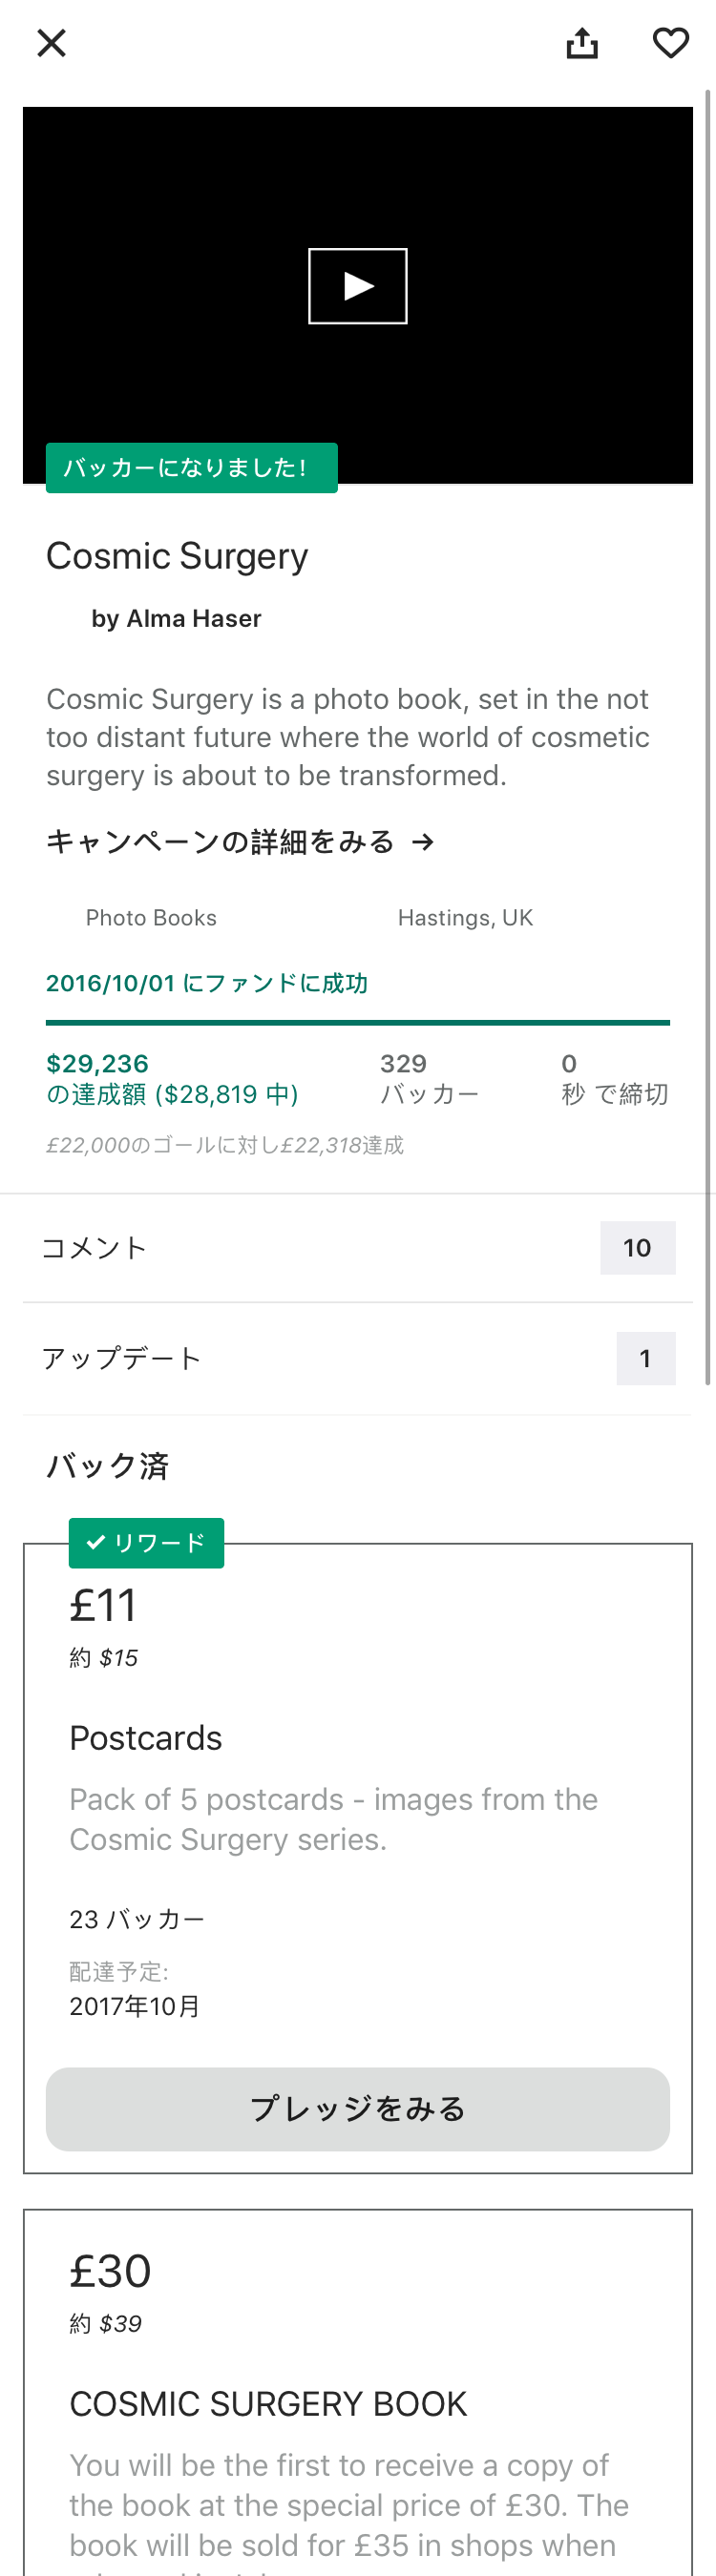 バッカーになりました!
Cosmic Surgery
by Alma Haser
Cosmic Surgery is a photo book, set in the not
too distant future where the world of cosmetic
surgery is about to be transformed.
キャンペーンの詳細をみる →
Photo Books
Hastings, UK
2016/10/01 にファンドに成功
$29,236
の達成額 ($28,819 中)
329
バッカー
0
秒 で締切
£22,000のゴールに対し£22,318達成
コメント
10
アップデート
1
バック済
✓ リワード
£11
約 $15
Postcards
Pack of 5 postcards - images from the
Cosmic Surgery series.
23 バッカー
配達予定:
2017年10月
プレッジをみる
£30
約 $39
COSMIC SURGERY BOOK
You will be the first to receive a copy of
the book at the special price of £30. The
book will be sold for £35 in shops when